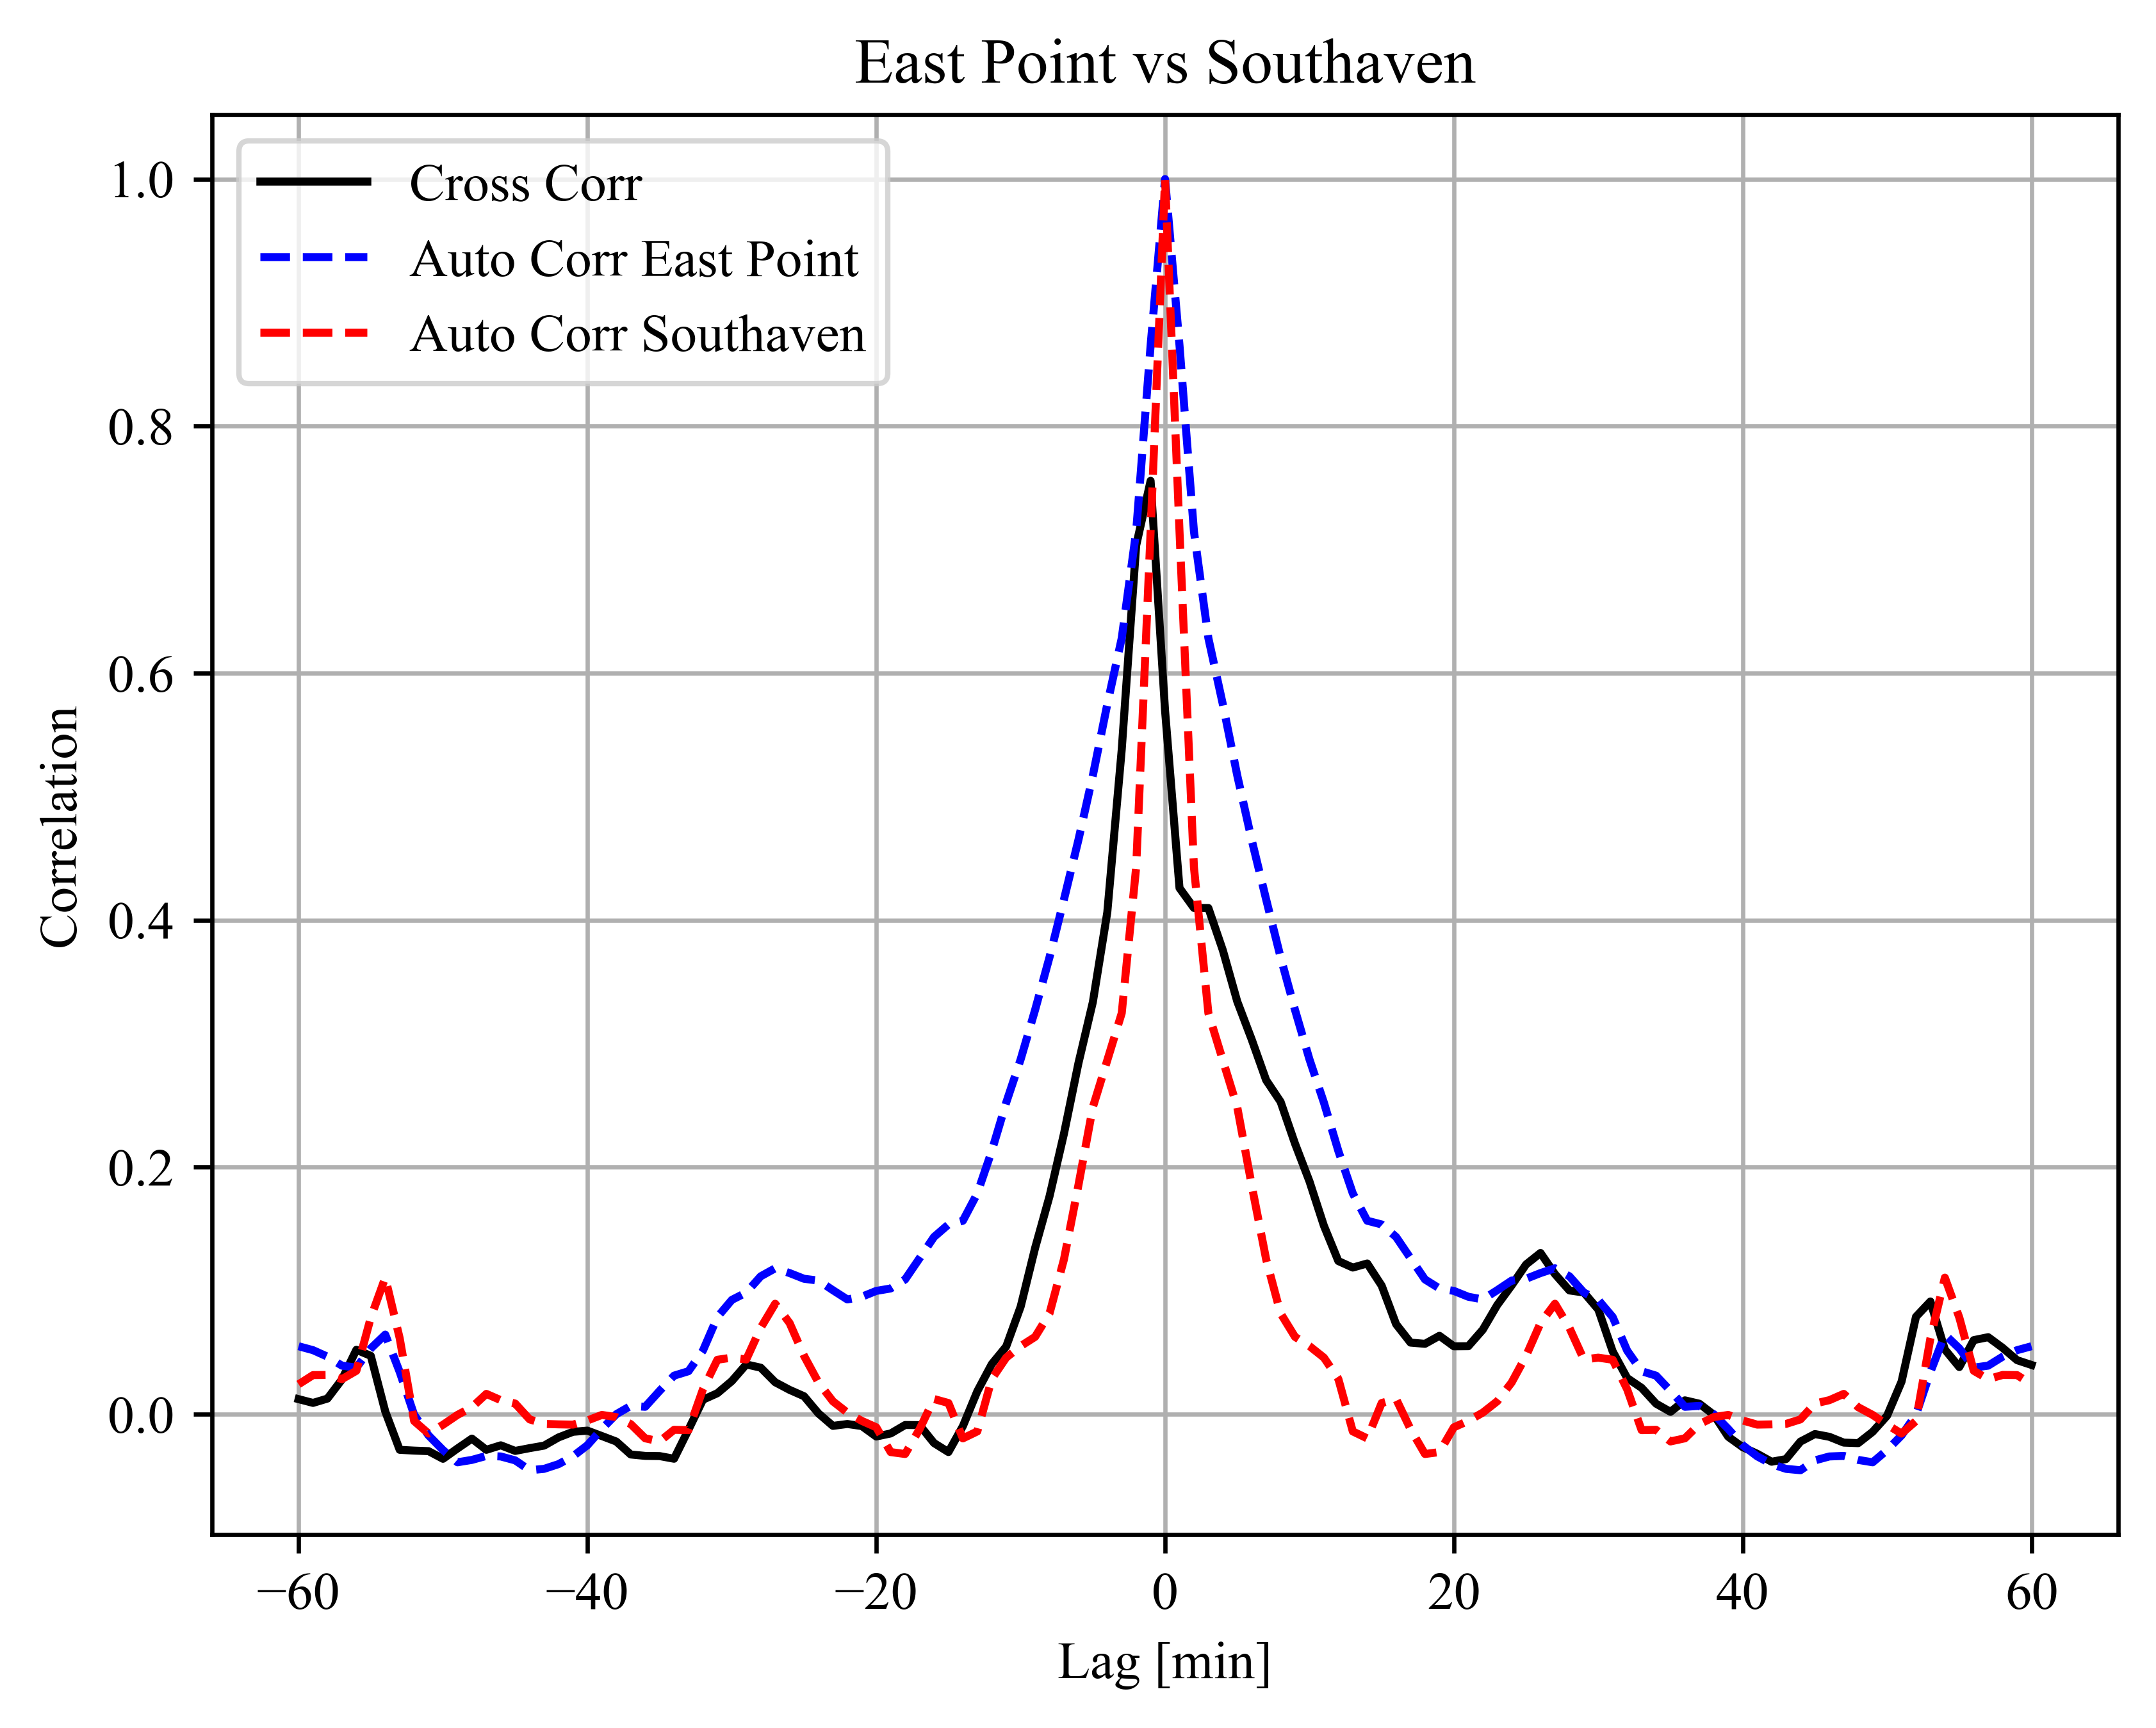 East Point vs Southaven
Cross Corr
Auto Corr East Point
Auto Corr Southaven
1.0
0.8
0.6
0.4
0.2
0.0
Correlation
−60 −40 −20 0 20 40 60
Lag [min]